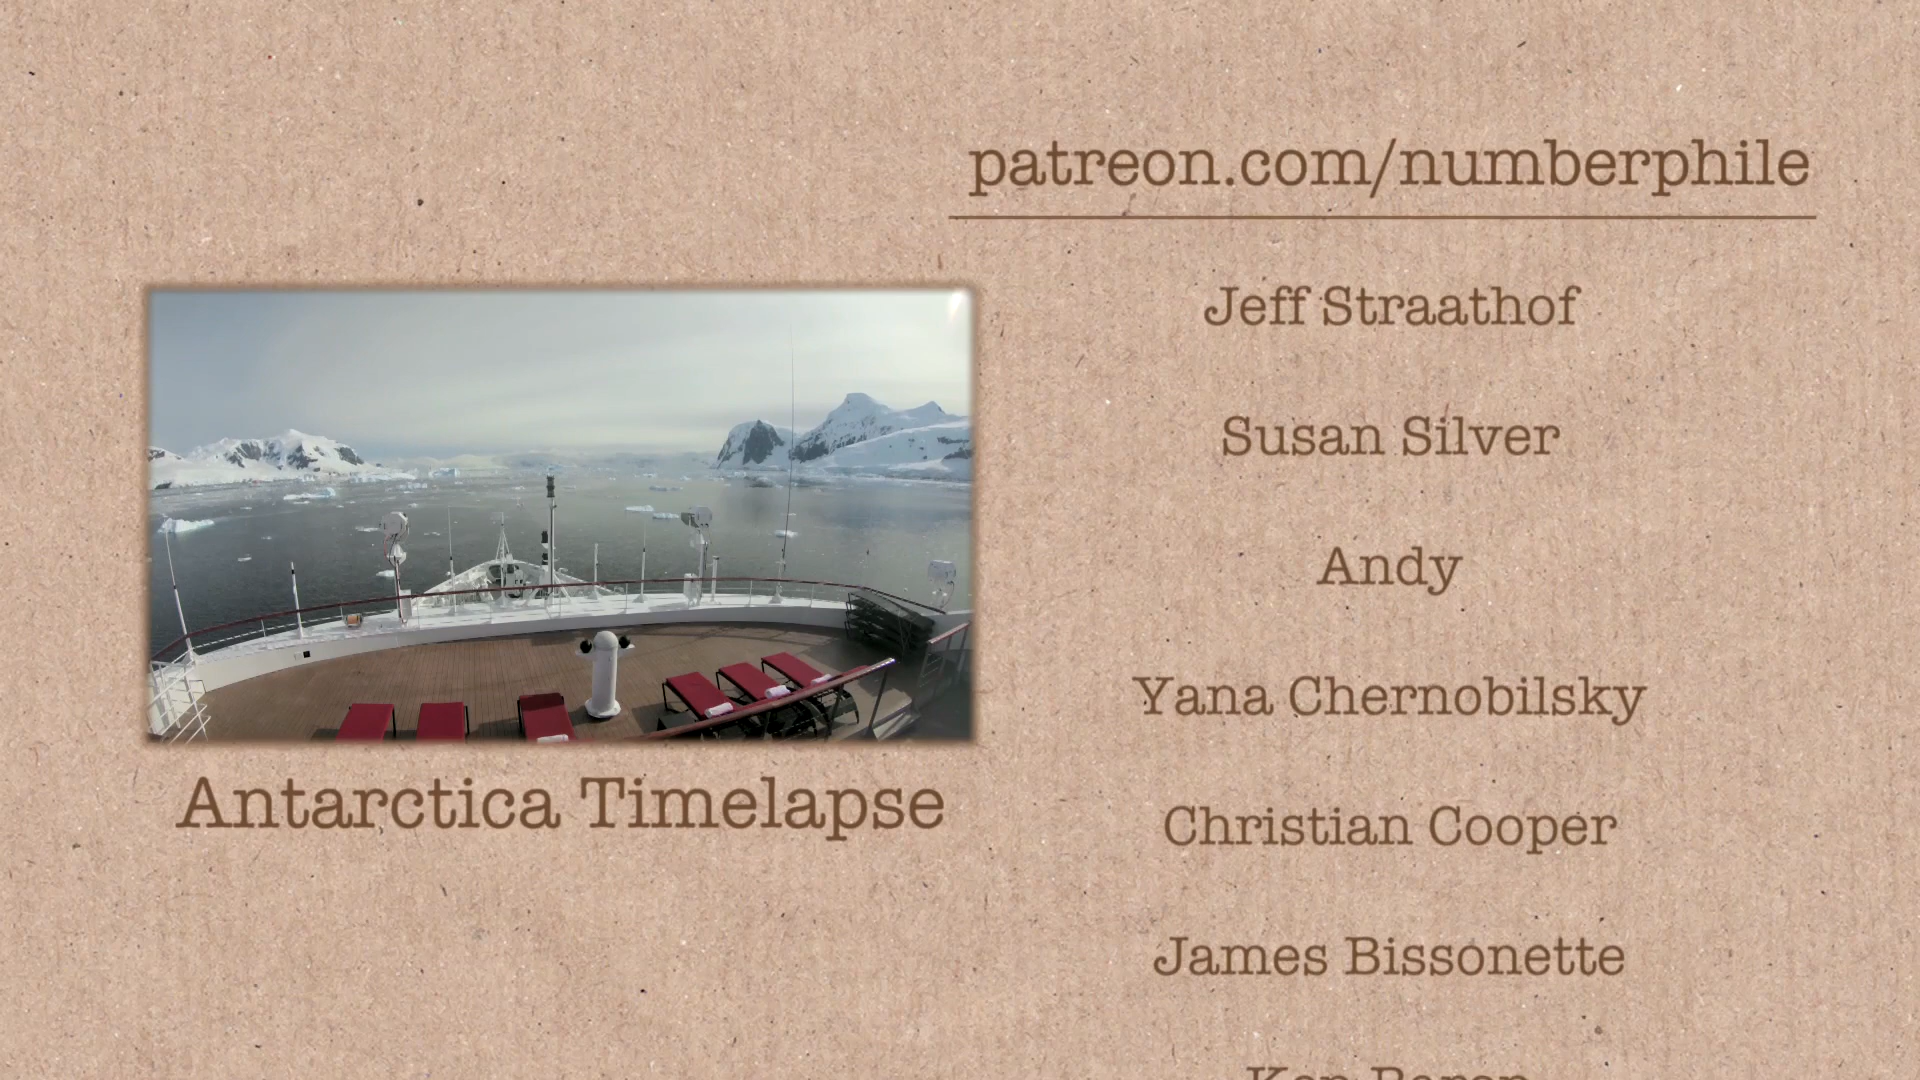 patreon.com/numberphile
Jeff Straathof
Susan Silver
Andy
Yana Chernobilsky
Christian Cooper
James Bissonette
Antarctica Timelapse